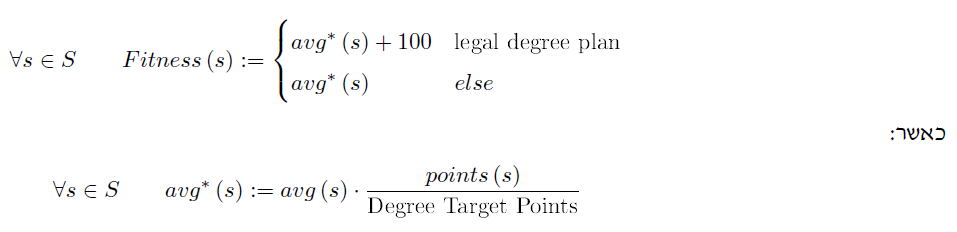 ∀s ∈ S Fitness (s) := { avg* (s) + 100 legal degree plan
avg* (s) else
כאשר:
∀s ∈ S avg* (s) := avg (s) · points (s) / Degree Target Points